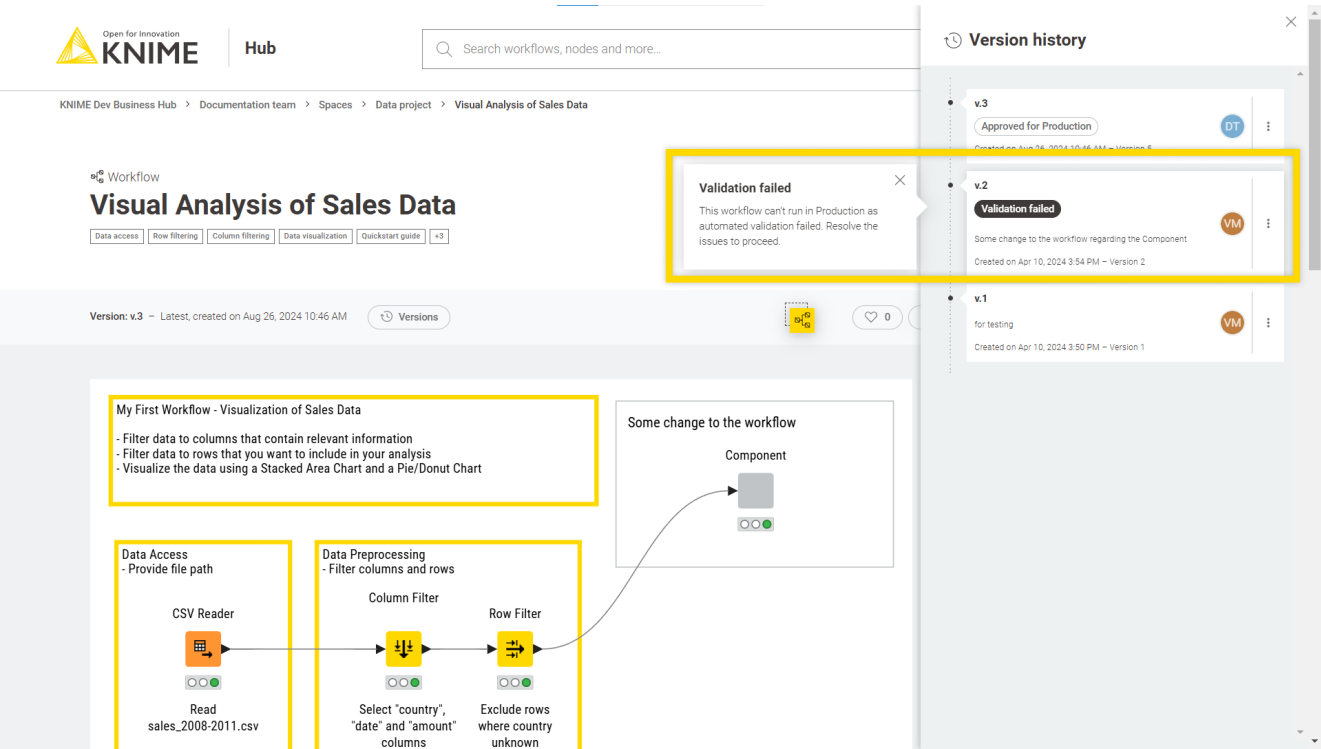 Open for Innovation
KNIME
Hub
Search workflows, nodes and more...
KNIME Dev Business Hub > Documentation team > Spaces > Data project > Visual Analysis of Sales Data
Workflow
Visual Analysis of Sales Data
Data access Row filtering Column filtering Data visualization Quickstart guide +3
Version: v.3 – Latest, created on Aug 26, 2024 10:46 AM
Versions
0
Validation failed
This workflow can't run in Production as
automated validation failed. Resolve the
issues to proceed.
Version history
v.3
Approved for Production
DT
Created on Aug 26, 2024 10:46 AM – Version 5
v.2
Validation failed
VM
Some change to the workflow regarding the Component
Created on Apr 10, 2024 3:54 PM – Version 2
v.1
for testing
VM
Created on Apr 10, 2024 3:50 PM – Version 1
My First Workflow - Visualization of Sales Data
- Filter data to columns that contain relevant information
- Filter data to rows that you want to include in your analysis
- Visualize the data using a Stacked Area Chart and a Pie/Donut Chart
Some change to the workflow
Component
Data Access
- Provide file path
CSV Reader
Read
sales_2008-2011.csv
Data Preprocessing
- Filter columns and rows
Column Filter
Select "country",
"date" and "amount"
columns
Row Filter
Exclude rows
where country
unknown